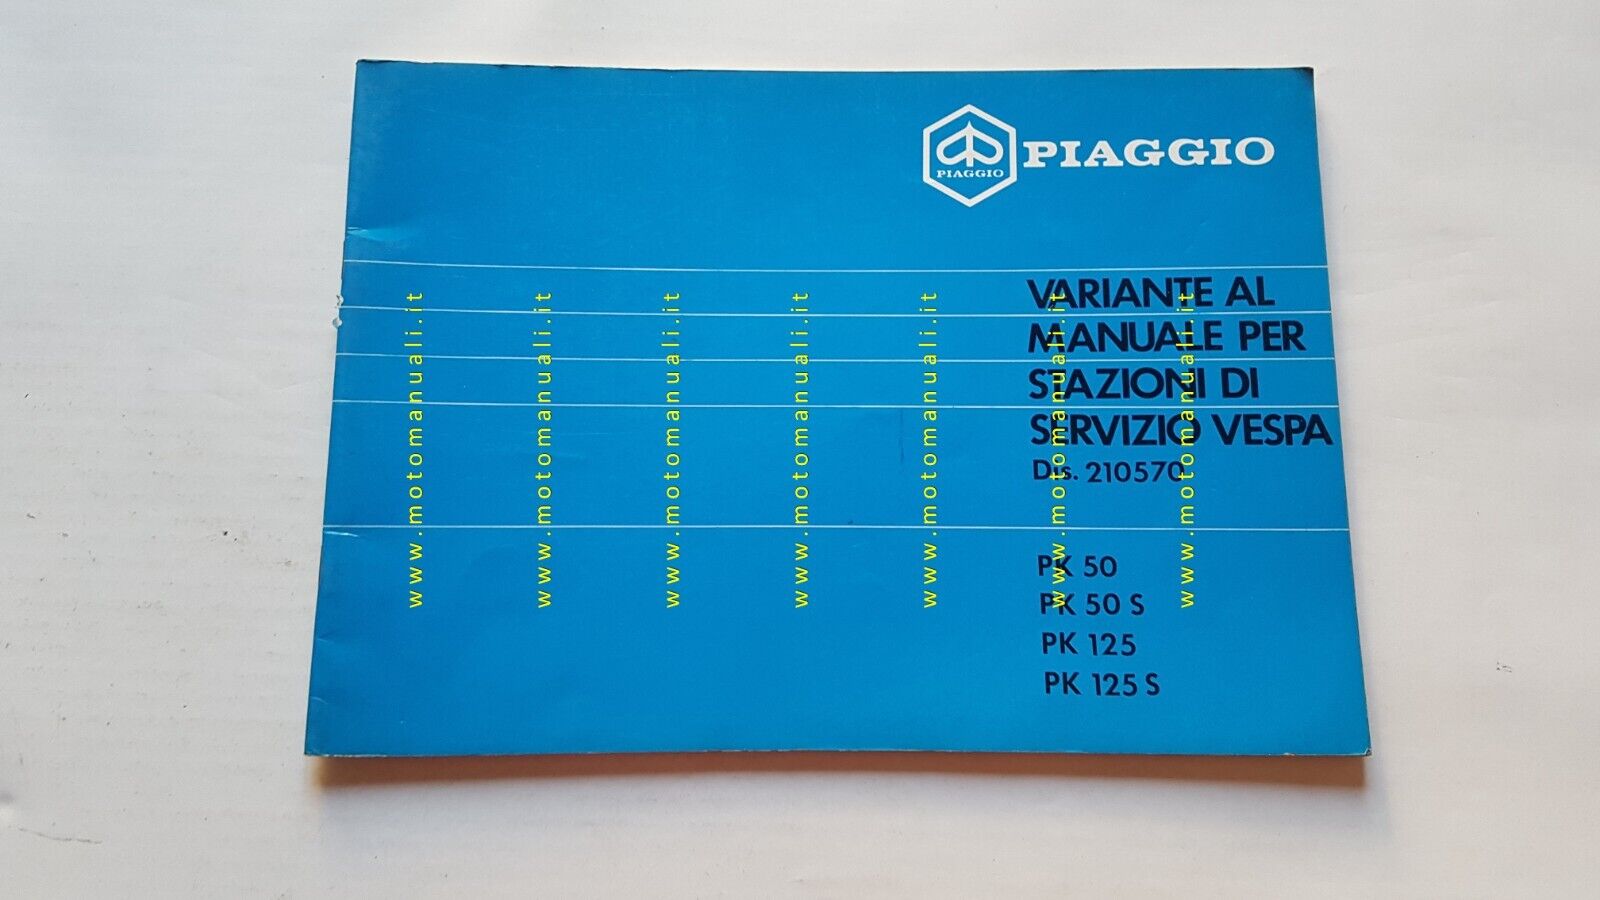 PIAGGIO
PIAGGIO
VARIANTE AL
MANUALE PER
STAZIONI DI
SERVIZIO VESPA
Dis. 210570
PK 50
PK 50 S
PK 125
PK 125 S
www.motomanuali.it
www.motomanuali.it
www.motomanuali.it
www.motomanuali.it
www.motomanuali.it
www.motomanuali.it
www.motomanuali.it